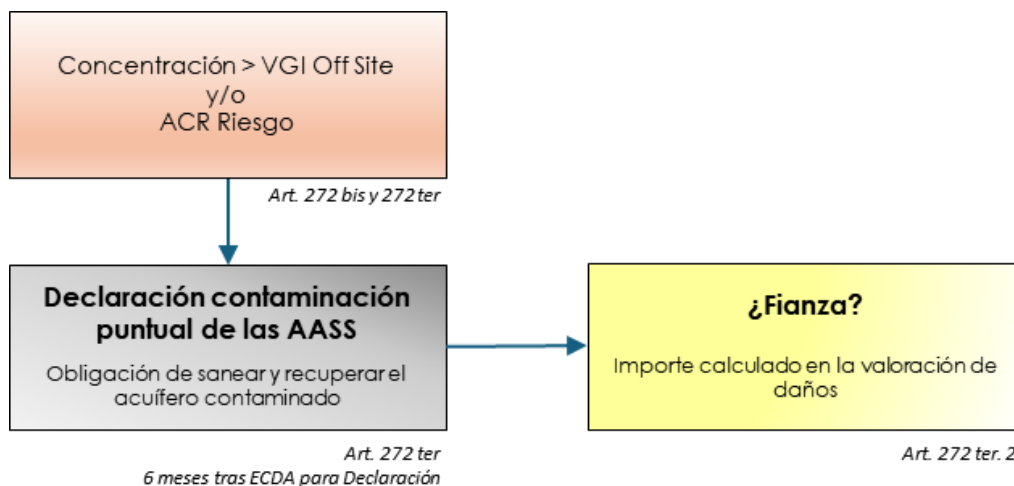 Concentración > VGI Off Site
y/o
ACR Riesgo
Art. 272 bis y 272 ter
Declaración contaminación
puntual de las AASS
Obligación de sanear y recuperar el
acuífero contaminado
Art. 272 ter
6 meses tras ECDA para Declaración
¿Fianza?
Importe calculado en la valoración de
daños
Art. 272 ter. 2